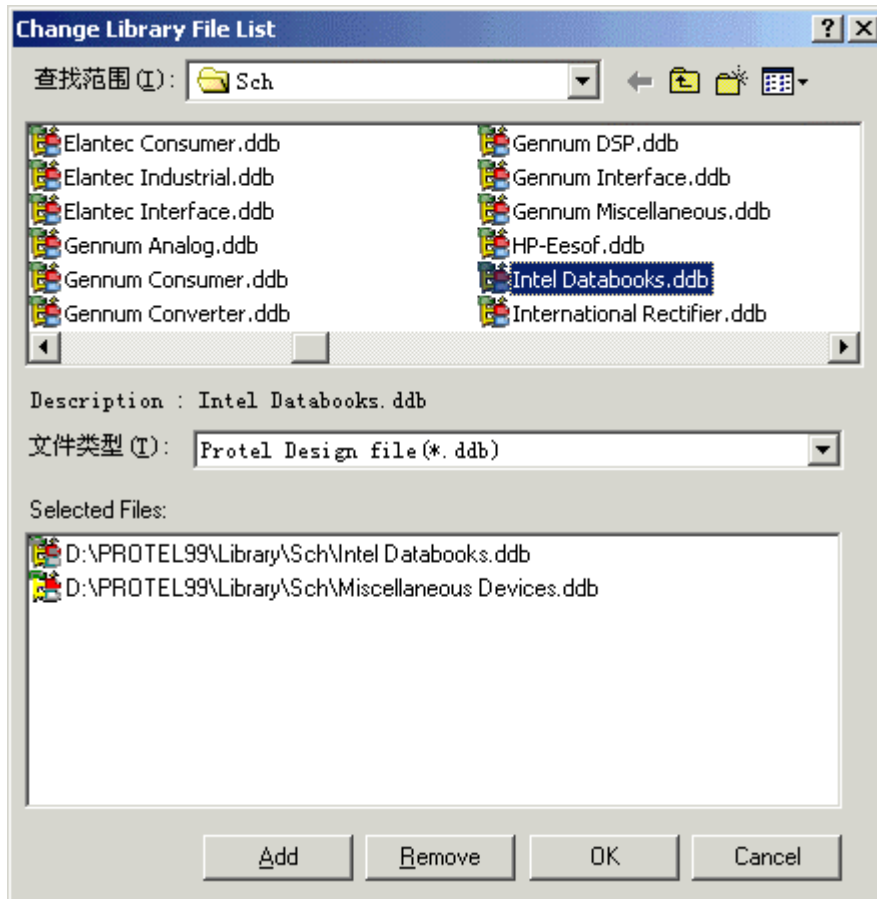 Change Library File List
查找范围(I): Sch
Elantec Consumer.ddb
Elantec Industrial.ddb
Elantec Interface.ddb
Gennum Analog.ddb
Gennum Consumer.ddb
Gennum Converter.ddb
Gennum DSP.ddb
Gennum Interface.ddb
Gennum Miscellaneous.ddb
HP-Eesof.ddb
Intel Databooks.ddb
International Rectifier.ddb
Description : Intel Databooks.ddb
文件类型(T): Protel Design file(*.ddb)
Selected Files:
D:\PROTEL99\Library\Sch\Intel Databooks.ddb
D:\PROTEL99\Library\Sch\Miscellaneous Devices.ddb
Add Remove OK Cancel